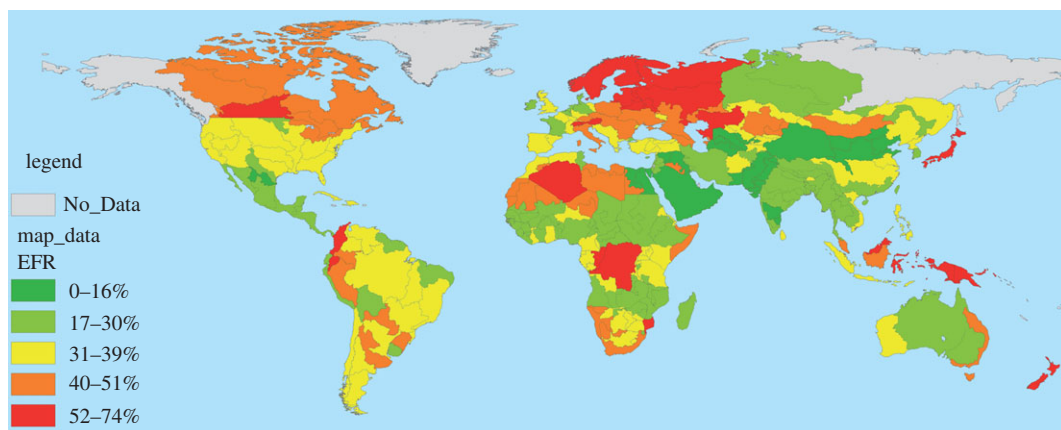 legend
No_Data
map_data
EFR
0–16%
17–30%
31–39%
40–51%
52–74%